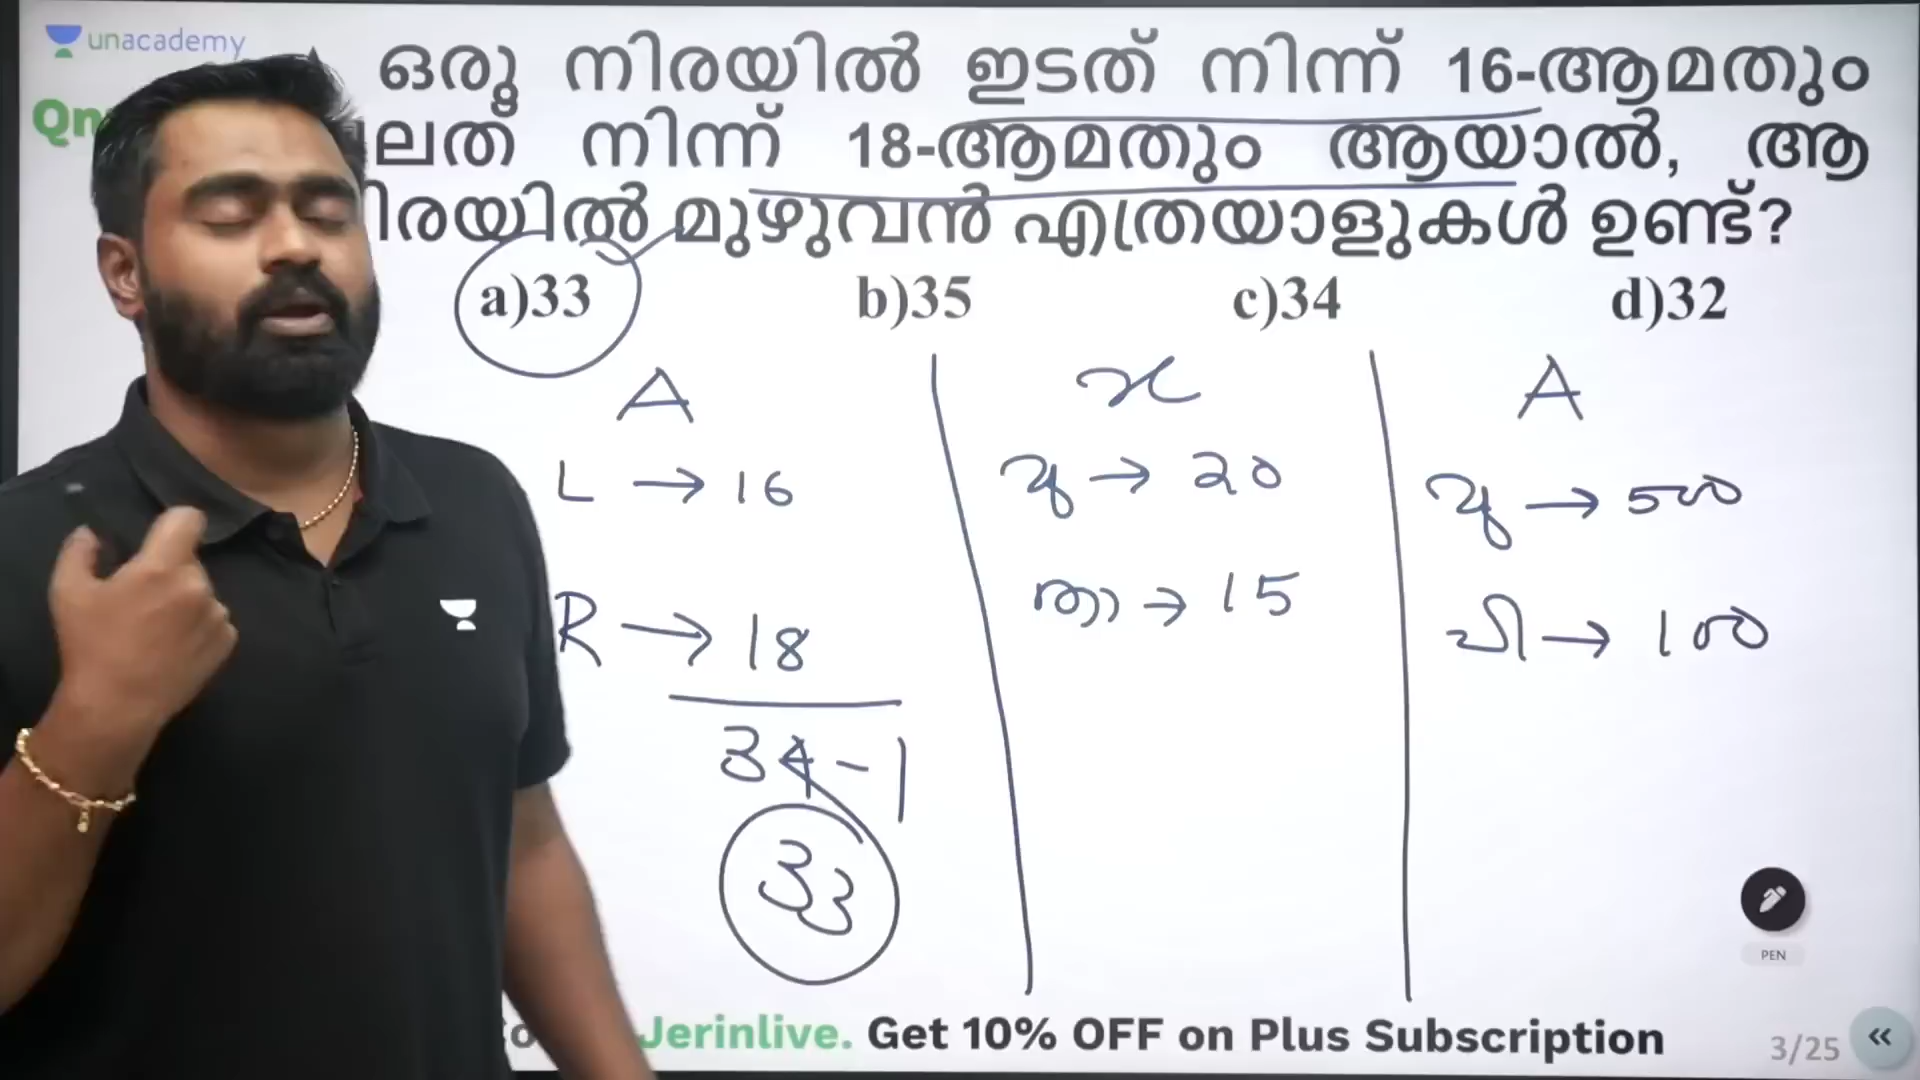 unacademy
Qn
A ഒരു നിരയിൽ ഇടത് നിന്ന് 16-ആമതും
ലത് നിന്ന് 18-ആമതും ആയാൽ, ആ
ിരയിൽ മുഴുവൻ എത്രയാളുകൾ ഉണ്ട്?
a)33 b)35 c)34 d)32
A
L → 16
R → 18
34-1
33
x
മു → 20
താ → 15
A
മു → 500
പി → 100
PEN
Jerinlive. Get 10% OFF on Plus Subscription
3/25
«